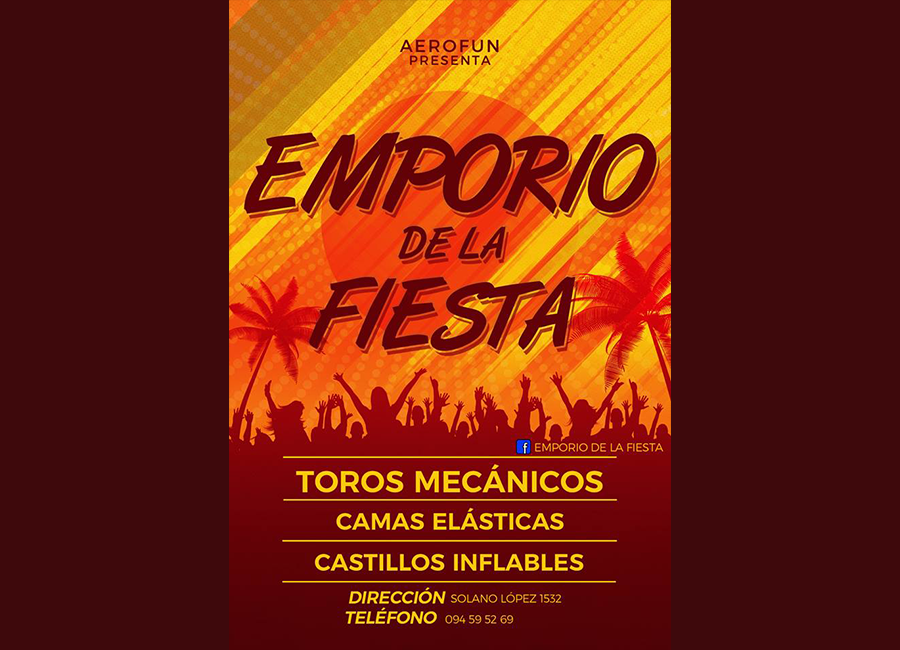 AEROFUN
PRESENTA
EMPORIO
DE LA
FIESTA
f EMPORIO DE LA FIESTA
TOROS MECÁNICOS
CAMAS ELÁSTICAS
CASTILLOS INFLABLES
DIRECCIÓN SOLANO LÓPEZ 1532
TELÉFONO 094 59 52 69